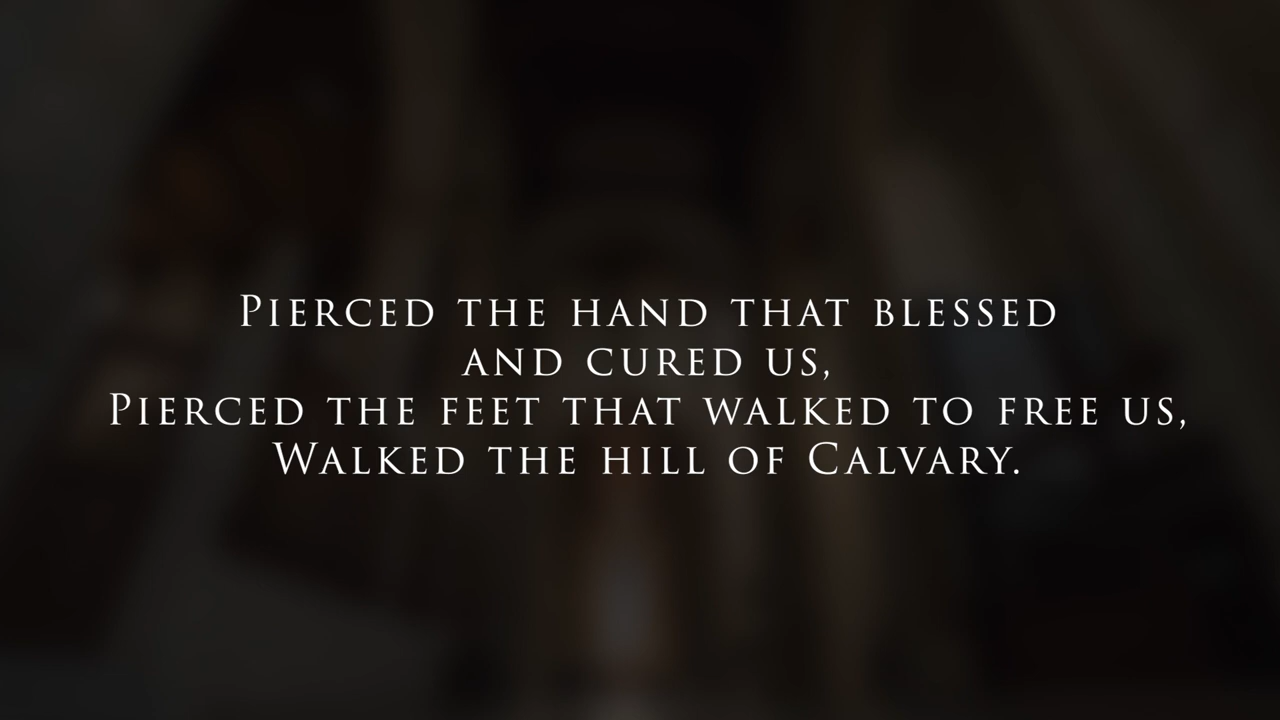 Pierced the hand that blessed
and cured us,
Pierced the feet that walked to free us,
Walked the hill of Calvary.